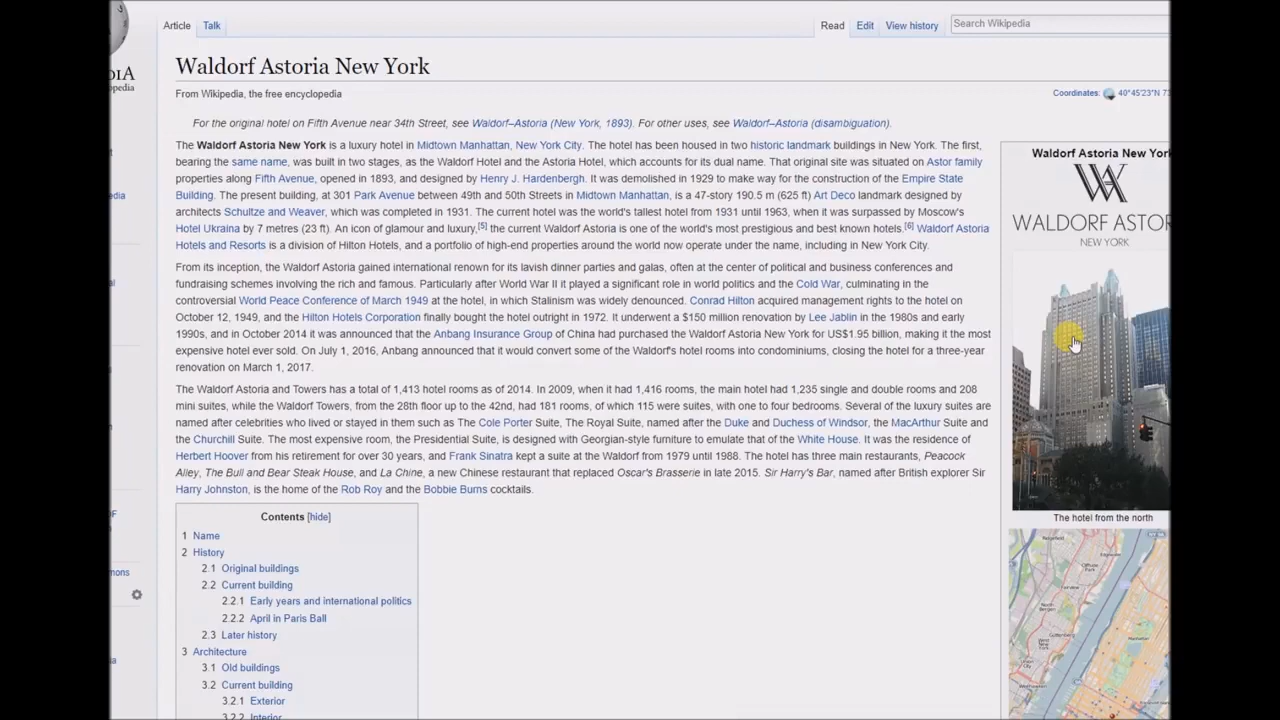 Article Talk Read Edit View history Search Wikipedia
Waldorf Astoria New York
From Wikipedia, the free encyclopedia
Coordinates: 40°45′23″N
For the original hotel on Fifth Avenue near 34th Street, see Waldorf–Astoria (New York, 1893). For other uses, see Waldorf–Astoria (disambiguation).
The Waldorf Astoria New York is a luxury hotel in Midtown Manhattan, New York City. The hotel has been housed in two historic landmark buildings in New York. The first,
bearing the same name, was built in two stages, as the Waldorf Hotel and the Astoria Hotel, which accounts for its dual name. That original site was situated on Astor family
properties along Fifth Avenue, opened in 1893, and designed by Henry J. Hardenbergh. It was demolished in 1929 to make way for the construction of the Empire State
Building. The present building, at 301 Park Avenue between 49th and 50th Streets in Midtown Manhattan, is a 47-story 190.5 m (625 ft) Art Deco landmark designed by
architects Schultze and Weaver, which was completed in 1931. The current hotel was the world's tallest hotel from 1931 until 1963, when it was surpassed by Moscow's
Hotel Ukraina by 7 metres (23 ft). An icon of glamour and luxury,[5] the current Waldorf Astoria is one of the world's most prestigious and best known hotels.[6] Waldorf Astoria
Hotels and Resorts is a division of Hilton Hotels, and a portfolio of high-end properties around the world now operate under the name, including in New York City.
From its inception, the Waldorf Astoria gained international renown for its lavish dinner parties and galas, often at the center of political and business conferences and
fundraising schemes involving the rich and famous. Particularly after World War II it played a significant role in world politics and the Cold War, culminating in the
controversial World Peace Conference of March 1949 at the hotel, in which Stalinism was widely denounced. Conrad Hilton acquired management rights to the hotel on
October 12, 1949, and the Hilton Hotels Corporation finally bought the hotel outright in 1972. It underwent a $150 million renovation by Lee Jablin in the 1980s and early
1990s, and in October 2014 it was announced that the Anbang Insurance Group of China had purchased the Waldorf Astoria New York for US$1.95 billion, making it the most
expensive hotel ever sold. On July 1, 2016, Anbang announced that it would convert some of the Waldorf's hotel rooms into condominiums, closing the hotel for a three-year
renovation on March 1, 2017.
The Waldorf Astoria and Towers has a total of 1,413 hotel rooms as of 2014. In 2009, when it had 1,416 rooms, the main hotel had 1,235 single and double rooms and 208
mini suites, while the Waldorf Towers, from the 28th floor up to the 42nd, had 181 rooms, of which 115 were suites, with one to four bedrooms. Several of the luxury suites are
named after celebrities who lived or stayed in them such as The Cole Porter Suite, The Royal Suite, named after the Duke and Duchess of Windsor, the MacArthur Suite and
the Churchill Suite. The most expensive room, the Presidential Suite, is designed with Georgian-style furniture to emulate that of the White House. It was the residence of
Herbert Hoover from his retirement for over 30 years, and Frank Sinatra kept a suite at the Waldorf from 1979 until 1988. The hotel has three main restaurants, Peacock
Alley, The Bull and Bear Steak House, and La Chine, a new Chinese restaurant that replaced Oscar's Brasserie in late 2015. Sir Harry's Bar, named after British explorer Sir
Harry Johnston, is the home of the Rob Roy and the Bobbie Burns cocktails.
Contents [hide]
1 Name
2 History
2.1 Original buildings
2.2 Current building
2.2.1 Early years and international politics
2.2.2 April in Paris Ball
2.3 Later history
3 Architecture
3.1 Old buildings
3.2 Current building
3.2.1 Exterior
3.2.2 Interior
Waldorf Astoria New York
WALDORF ASTOR
NEW YORK
The hotel from the north